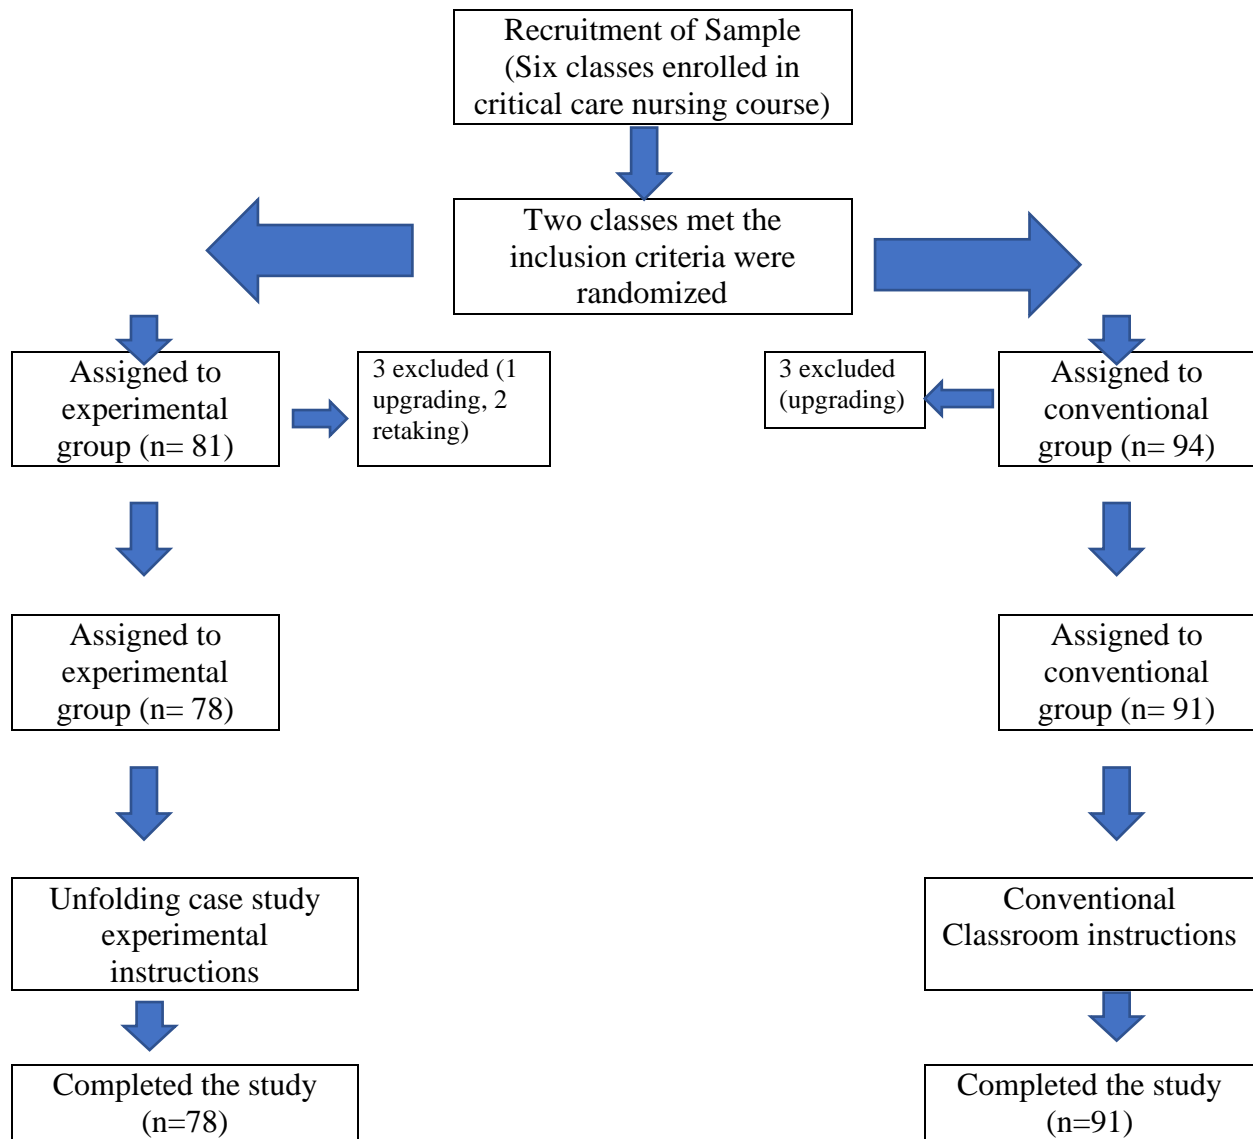 Recruitment of Sample
(Six classes enrolled in
critical care nursing course)
Two classes met the
inclusion criteria were
randomized
Assigned to
experimental
group (n= 81)
3 excluded (1
upgrading, 2
retaking)
3 excluded
(upgrading)
Assigned to
conventional
group (n= 94)
Assigned to
experimental
group (n= 78)
Assigned to
conventional
group (n= 91)
Unfolding case study
experimental
instructions
Conventional
Classroom instructions
Completed the study
(n=78)
Completed the study
(n=91)